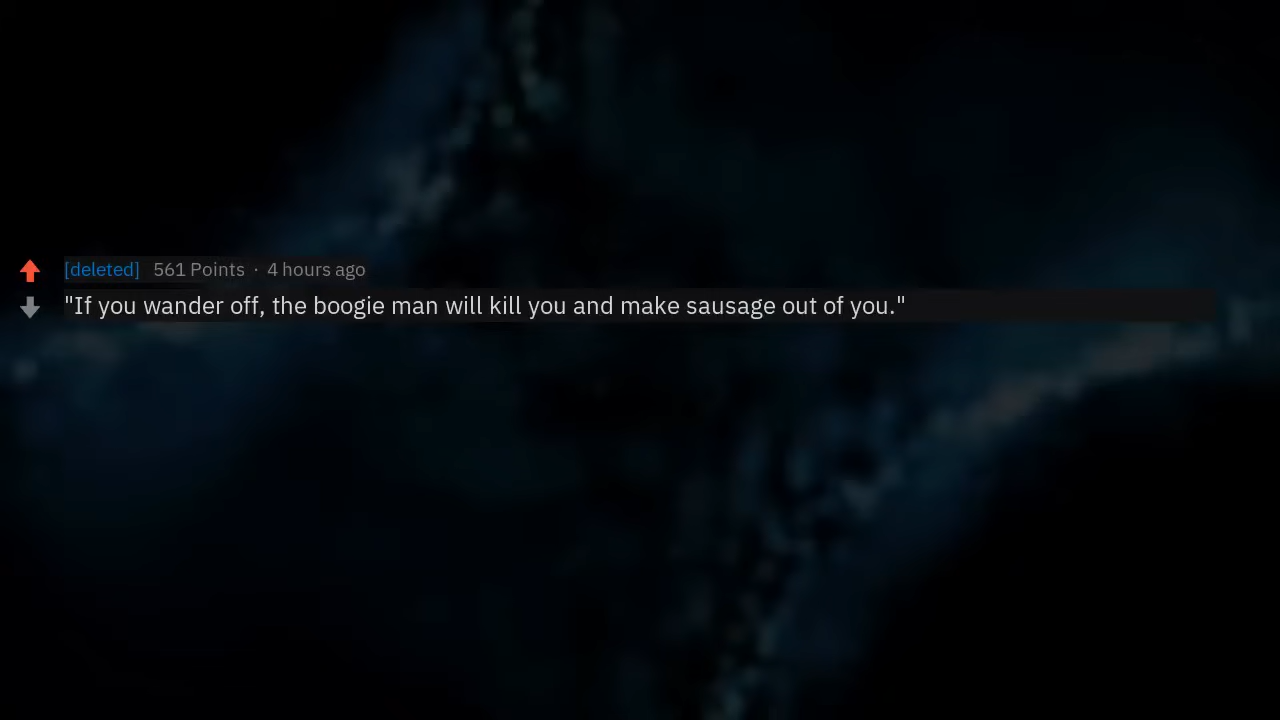 [deleted] 561 Points · 4 hours ago
"If you wander off, the boogie man will kill you and make sausage out of you."